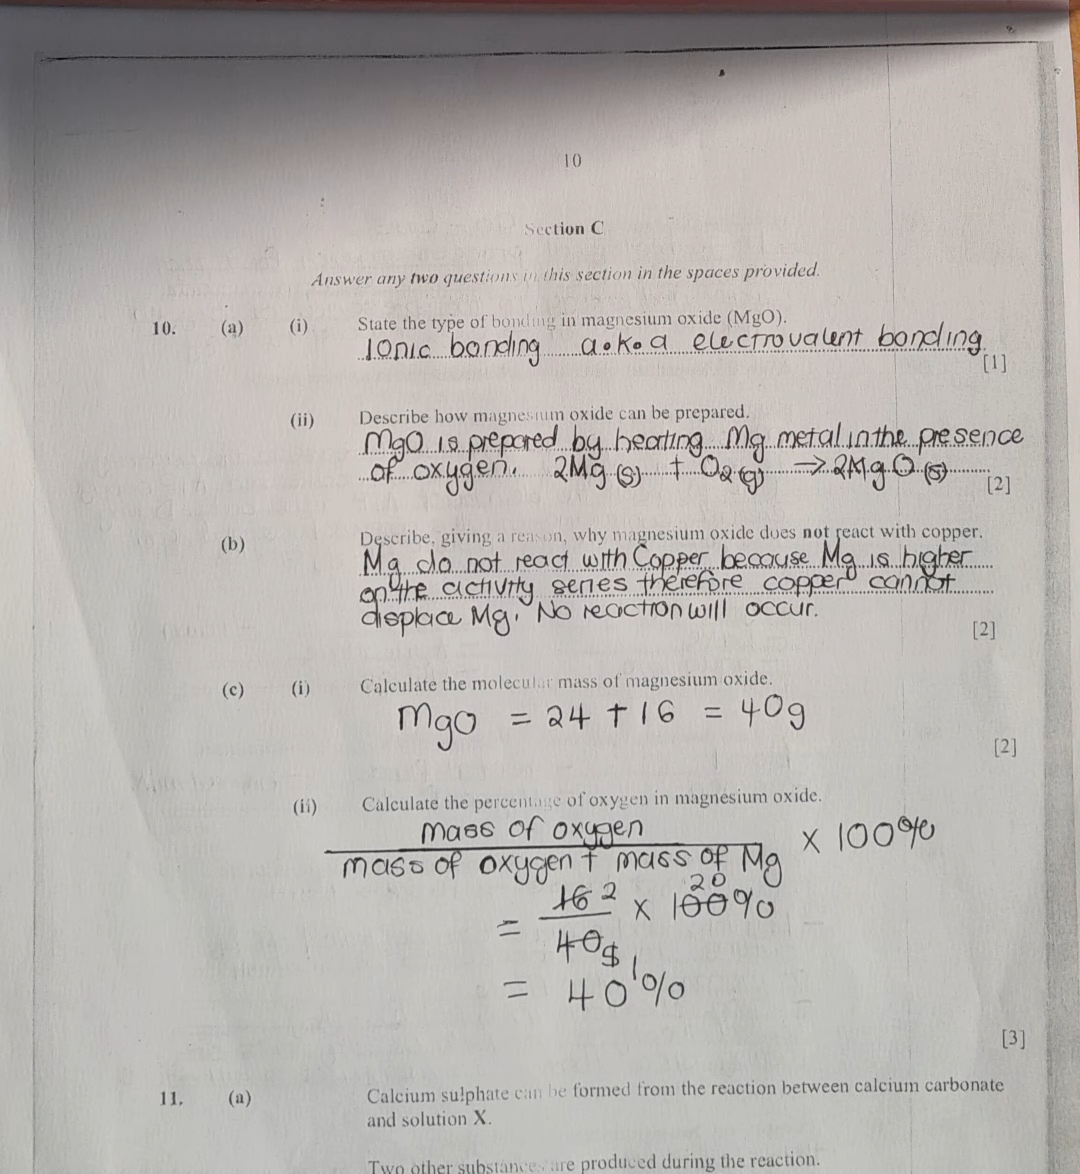 10
Section C
Answer any two questions in this section in the spaces provided.
10. (a) (i) State the type of bonding in magnesium oxide (MgO).
Ionic bonding a.k.a electrovalent bonding
[1]
(ii) Describe how magnesium oxide can be prepared.
MgO is prepared by heating Mg metal in the presence
of oxygen. 2Mg(s) + O2(g) → 2MgO(s)
[2]
(b) Describe, giving a reason, why magnesium oxide does not react with copper.
Mg do not react with Copper because Mg is higher
on the activity series therefore copper cannot
displace Mg. No reaction will occur.
[2]
(c) (i) Calculate the molecular mass of magnesium oxide.
MgO = 24 + 16 = 40g
[2]
(ii) Calculate the percentage of oxygen in magnesium oxide.
mass of oxygen
mass of oxygen + mass of Mg × 100%
20
= 16 2 × 100%
40 5 1
= 40%
[3]
11. (a) Calcium sulphate can be formed from the reaction between calcium carbonate
and solution X.
Two other substances are produced during the reaction.